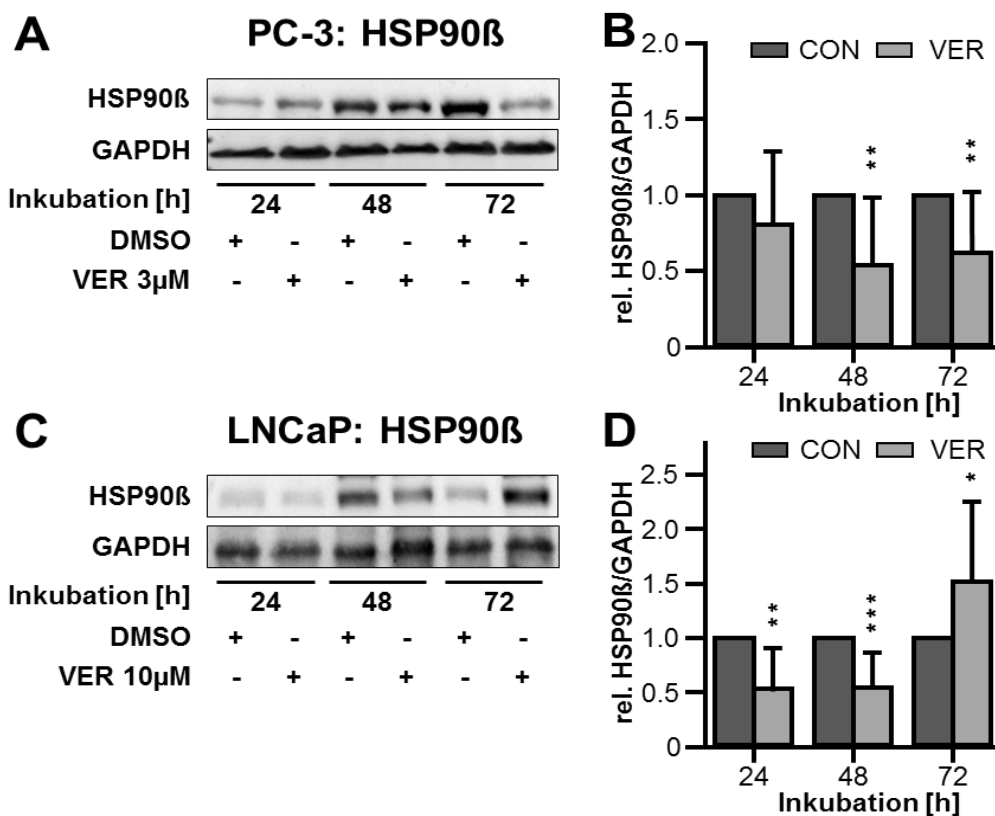 A
PC-3: HSP90ß
HSP90ß
GAPDH
Inkubation [h]
24 48 72
DMSO + - + - + -
VER 3µM - + - + - +
B
CON VER
rel. HSP90ß/GAPDH
2.0
1.5
1.0
0.5
0
** **
24 48 72
Inkubation [h]
C
LNCaP: HSP90ß
HSP90ß
GAPDH
Inkubation [h]
24 48 72
DMSO + - + - + -
VER 10µM - + - + - +
D
CON VER
rel. HSP90ß/GAPDH
2.5
2.0
1.5
1.0
0.5
0
** *** *
24 48 72
Inkubation [h]